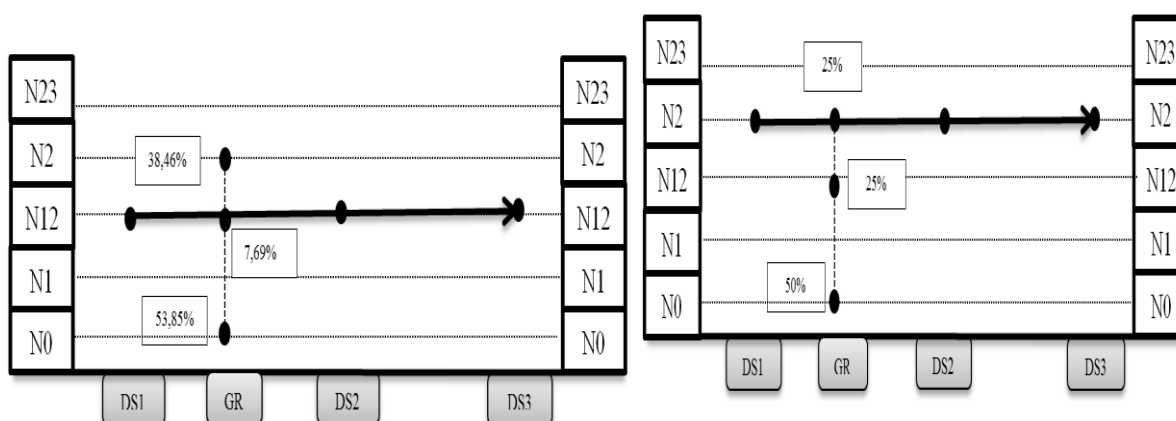 N23
N2
N12
N1
N0
38,46%
7,69%
53,85%
N23
N2
N12
N1
N0
DS1 GR DS2 DS3
N23
N2
N12
N1
N0
25%
25%
50%
N23
N2
N12
N1
N0
DS1 GR DS2 DS3